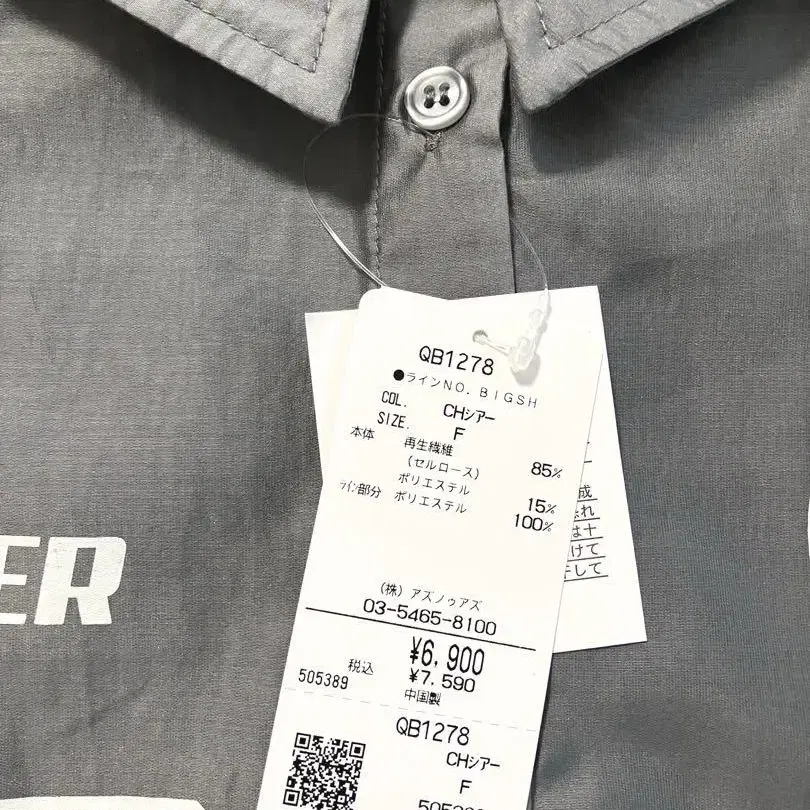 QB1278
●ラインNO. BIGSH
COL. CHシアー
SIZE. F
本体 再生繊維
(セルロース) 85%
ポリエステル 15%
ライン部分 ポリエステル 100%
(株) アズノゥアズ
03-5465-8100
¥6,900
税込 ¥7,590
505389
中国製
QB1278
CHシアー
F
ER
成
れ
は十
けて
して